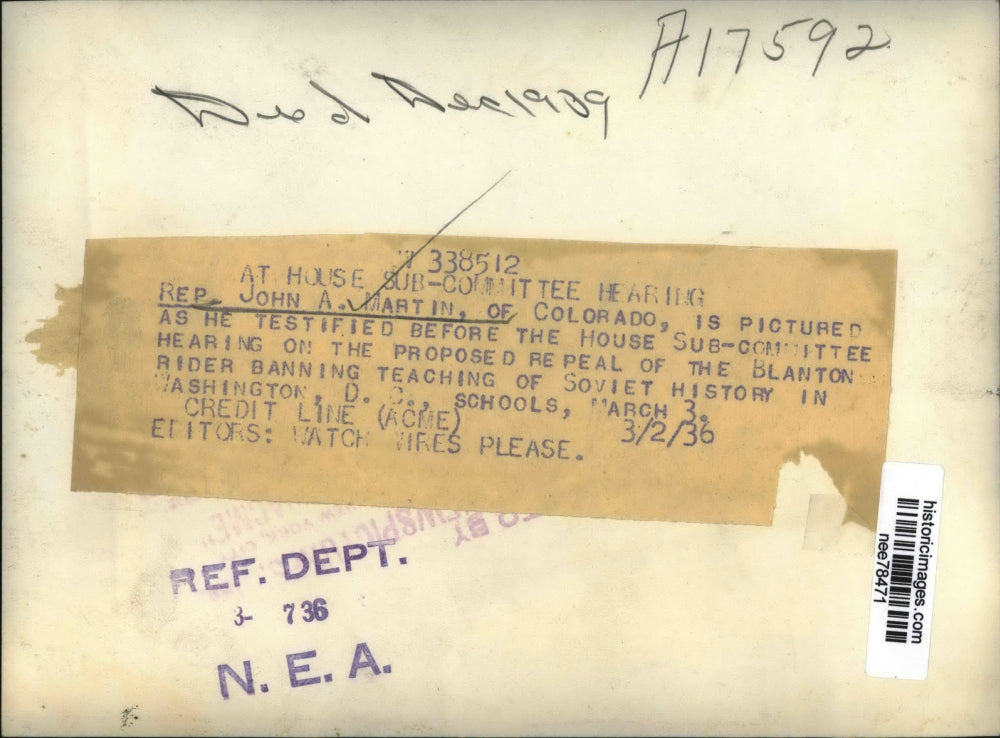 A17592
Died Dec 1939
T 338512
AT HOUSE SUB-COMMITTEE HEARING
REP. JOHN A. MARTIN, OF COLORADO, IS PICTURED
AS HE TESTIFIED BEFORE THE HOUSE SUB-COMMITTEE
HEARING ON THE PROPOSED REPEAL OF THE BLANTON
RIDER BANNING TEACHING OF SOVIET HISTORY IN
WASHINGTON, D. C., SCHOOLS, MARCH 3.
CREDIT LINE (ACME) 3/2/36
EDITORS: WATCH WIRES PLEASE.
BY
REF. DEPT.
3- 7 36
N. E. A.
historicimages.com
nee78471